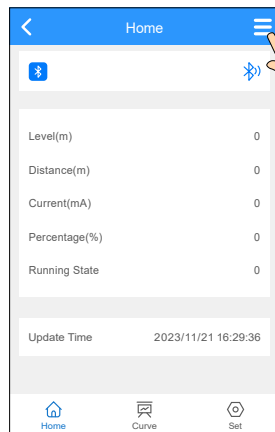 Home
Level(m) 0
Distance(m) 0
Current(mA) 0
Percentage(%) 0
Running State 0
Update Time 2023/11/21 16:29:36
Home Curve Set